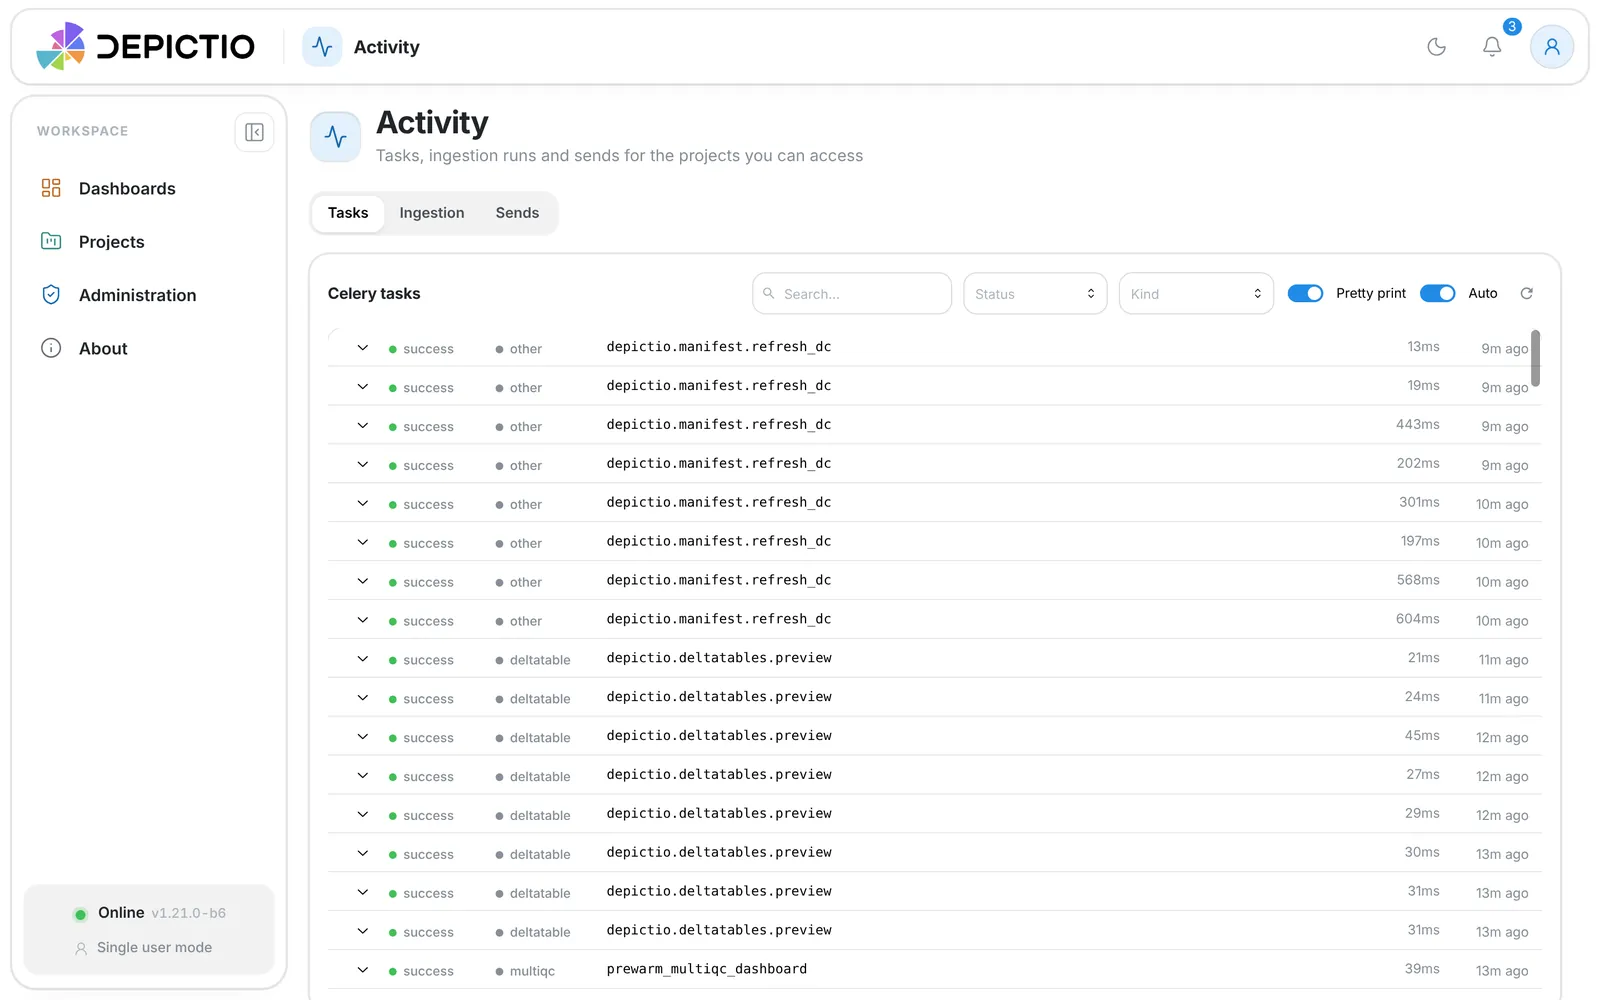 DEPICTIO
Activity
3
WORKSPACE
Dashboards
Projects
Administration
About
Online v1.21.0-b6
Single user mode
Activity
Tasks, ingestion runs and sends for the projects you can access
Tasks Ingestion Sends
Celery tasks Search... Status Kind Pretty print Auto
success other depictio.manifest.refresh_dc 13ms 9m ago
success other depictio.manifest.refresh_dc 19ms 9m ago
success other depictio.manifest.refresh_dc 443ms 9m ago
success other depictio.manifest.refresh_dc 202ms 9m ago
success other depictio.manifest.refresh_dc 301ms 10m ago
success other depictio.manifest.refresh_dc 197ms 10m ago
success other depictio.manifest.refresh_dc 568ms 10m ago
success other depictio.manifest.refresh_dc 604ms 10m ago
success deltatable depictio.deltatables.preview 21ms 11m ago
success deltatable depictio.deltatables.preview 24ms 11m ago
success deltatable depictio.deltatables.preview 45ms 12m ago
success deltatable depictio.deltatables.preview 27ms 12m ago
success deltatable depictio.deltatables.preview 29ms 12m ago
success deltatable depictio.deltatables.preview 30ms 13m ago
success deltatable depictio.deltatables.preview 31ms 13m ago
success deltatable depictio.deltatables.preview 31ms 13m ago
success multiqc prewarm_multiqc_dashboard 39ms 13m ago